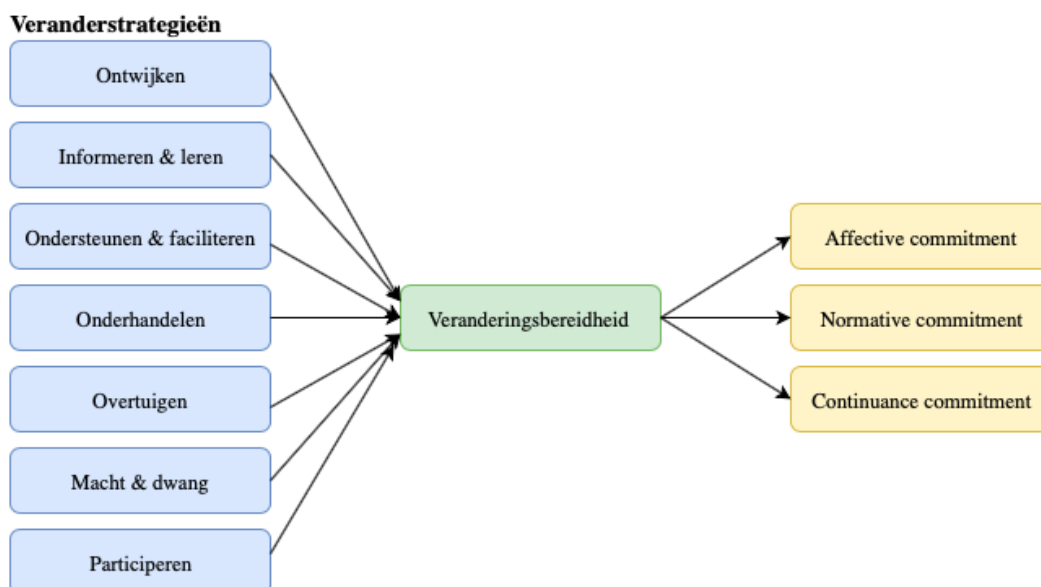 Veranderstrategieën
Ontwijken
Informeren & leren
Ondersteunen & faciliteren
Onderhandelen
Overtuigen
Macht & dwang
Participeren
Veranderingsbereidheid
Affective commitment
Normative commitment
Continuance commitment